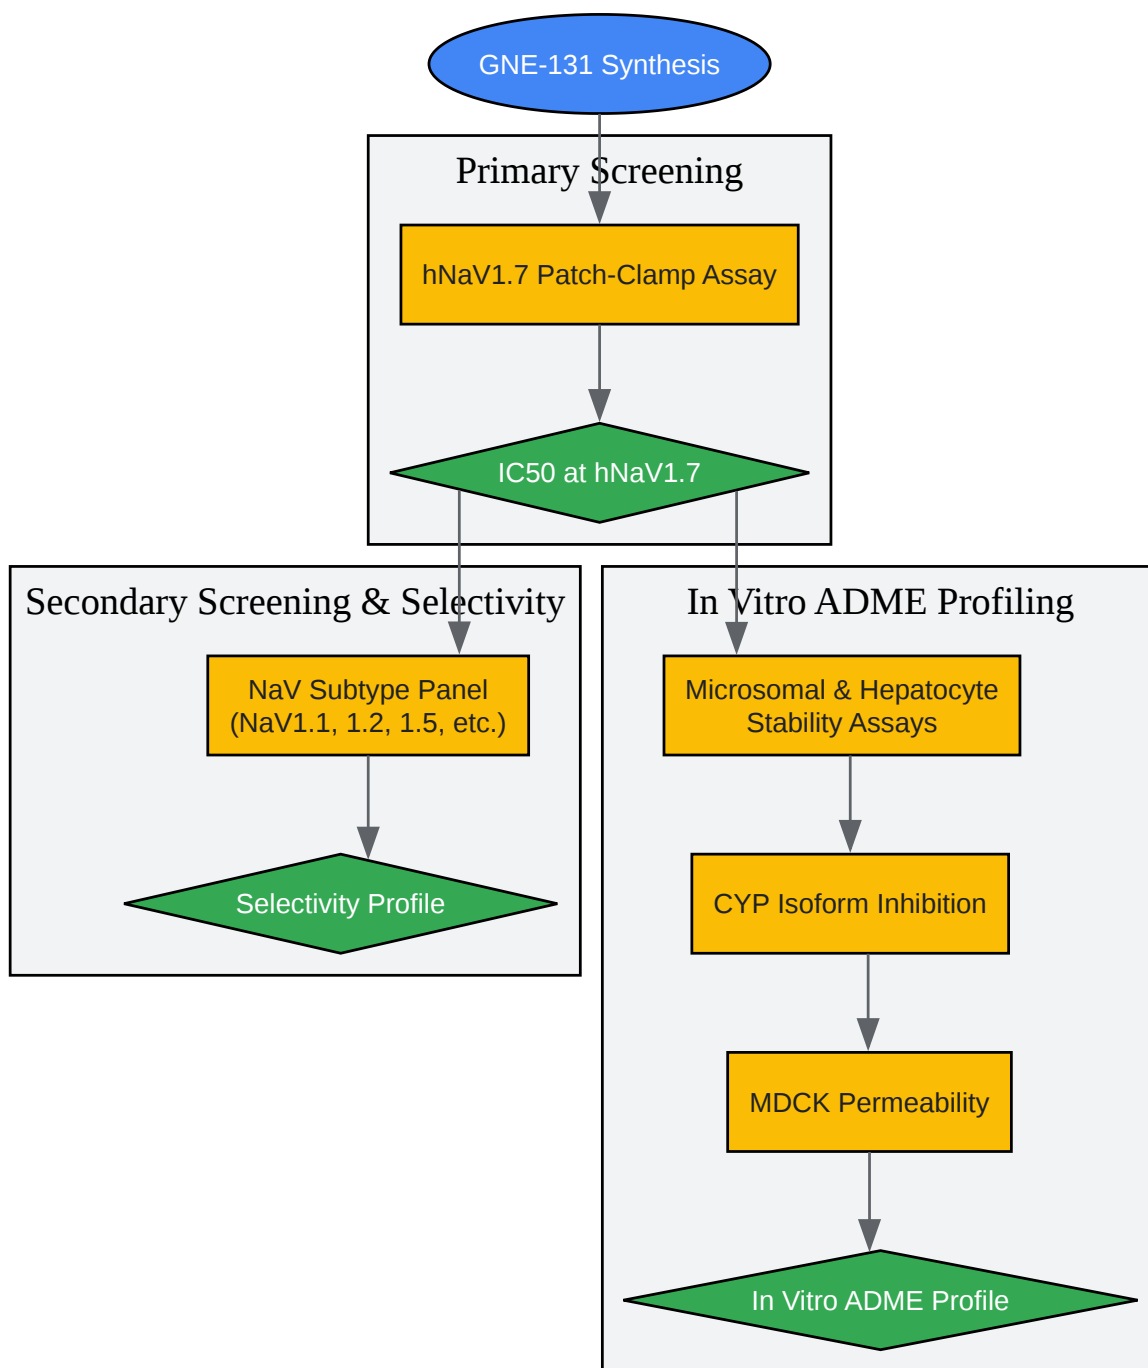 GNE-131 Synthesis
Primary Screening
hNaV1.7 Patch-Clamp Assay
IC50 at hNaV1.7
Secondary Screening & Selectivity
NaV Subtype Panel
(NaV1.1, 1.2, 1.5, etc.)
Selectivity Profile
In Vitro ADME Profiling
Microsomal & Hepatocyte
Stability Assays
CYP Isoform Inhibition
MDCK Permeability
In Vitro ADME Profile